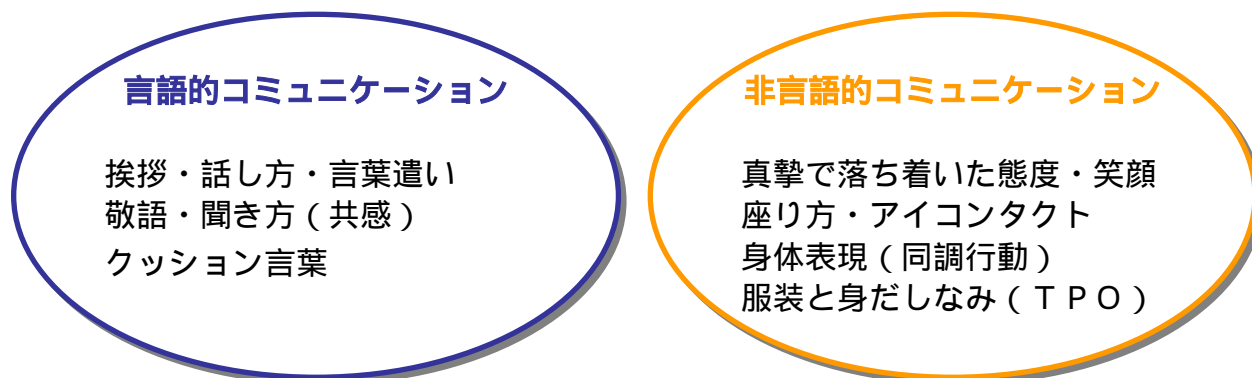 言語的コミュニケーション
挨拶・話し方・言葉遣い
敬語・聞き方（共感）
クッション言葉
非言語的コミュニケーション
真摯で落ち着いた態度・笑顔
座り方・アイコンタクト
身体表現（同調行動）
服装と身だしなみ（ＴＰＯ）